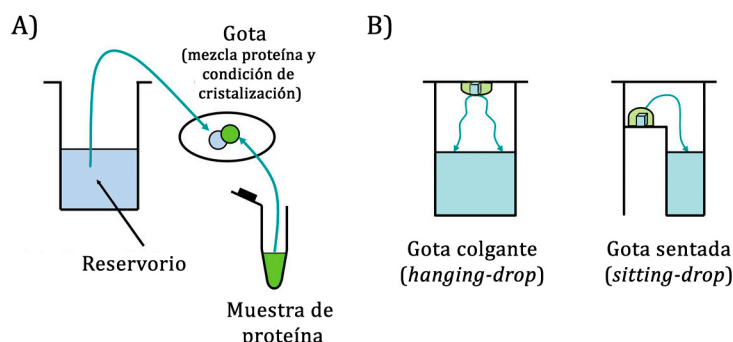 A)
Gota
(mezcla proteína y
condición de
cristalización)
Reservorio
Muestra de
proteína
B)
Gota colgante
(hanging-drop)
Gota sentada
(sitting-drop)